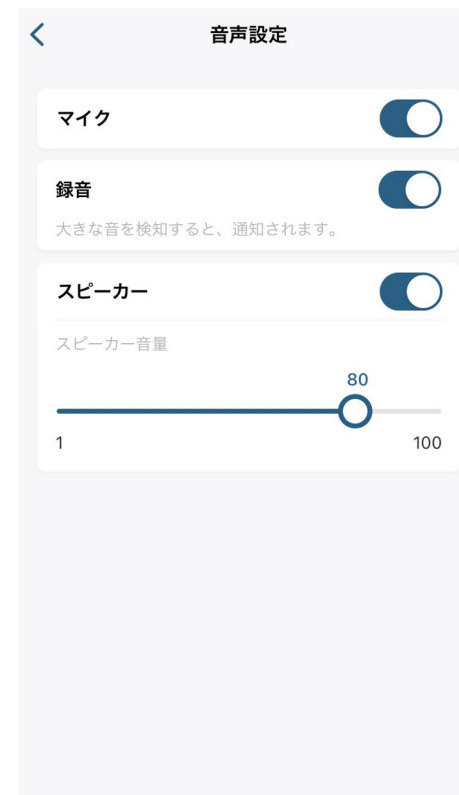 音声設定
マイク
録音
大きな音を検知すると、通知されます。
スピーカー
スピーカー音量
80
1
100